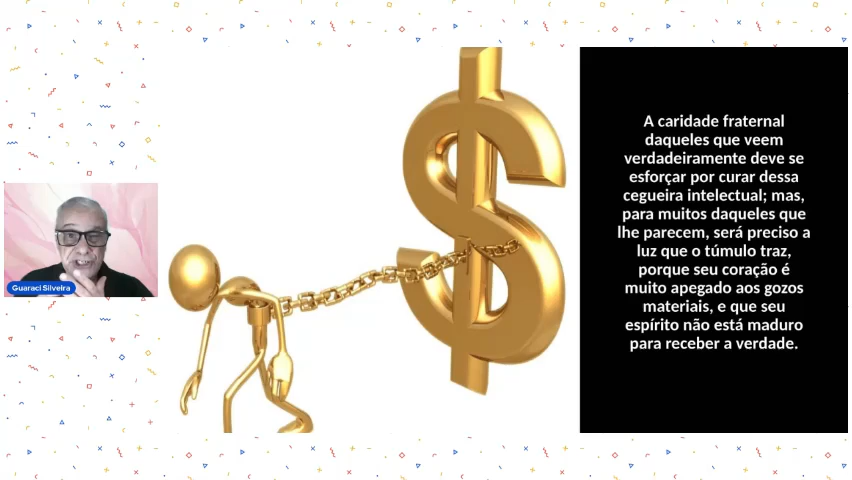 A caridade fraternal
daqueles que veem
verdadeiramente deve se
esforçar por curar dessa
cegueira intelectual; mas,
para muitos daqueles que
lhe parecem, será preciso a
luz que o túmulo traz,
porque seu coração é
muito apegado aos gozos
materiais, e que seu
espírito não está maduro
para receber a verdade.
Guaraci Silveira